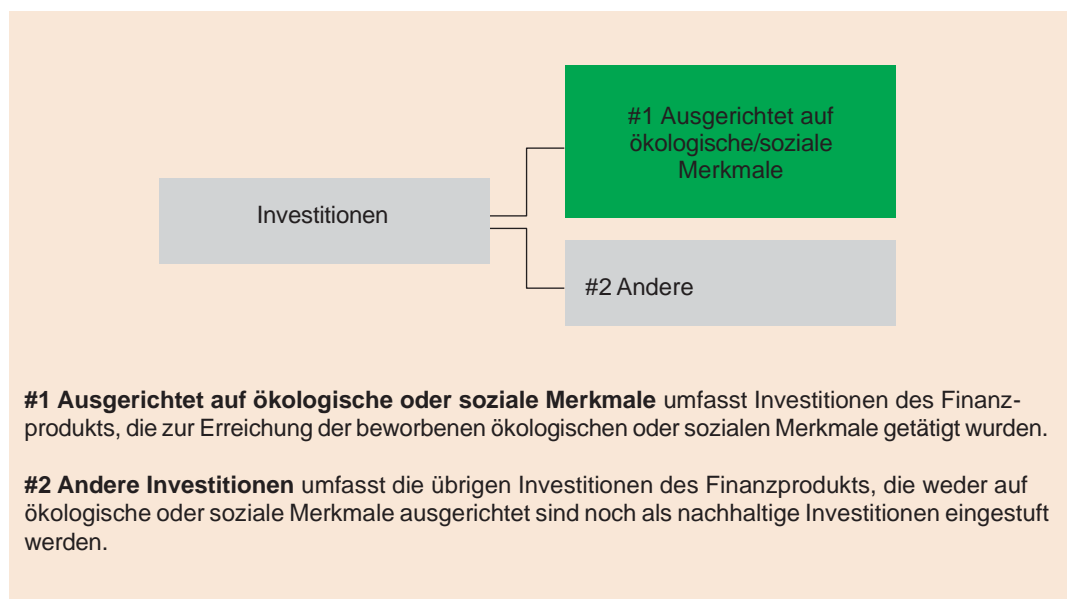 #1 Ausgerichtet auf
ökologische/soziale
Merkmale
Investitionen
#2 Andere
#1 Ausgerichtet auf ökologische oder soziale Merkmale umfasst Investitionen des Finanz-
produkts, die zur Erreichung der beworbenen ökologischen oder sozialen Merkmale getätigt wurden.
#2 Andere Investitionen umfasst die übrigen Investitionen des Finanzprodukts, die weder auf
ökologische oder soziale Merkmale ausgerichtet sind noch als nachhaltige Investitionen eingestuft
werden.